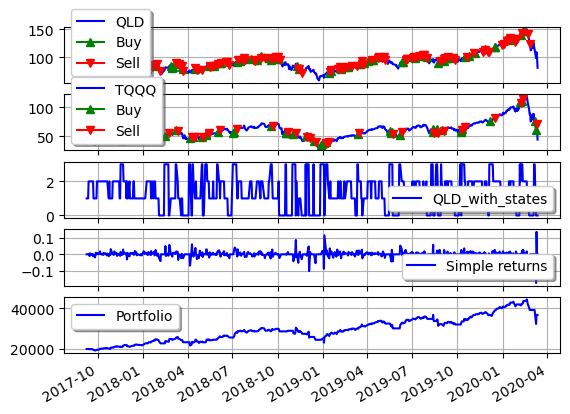 150
QLD
Buy
100
Sell
TQQQ
100
Buy
50
Sell
2
QLD_with_states
0
0.1
0.0
Simple returns
−0.1
40000
Portfolio
20000
2017-10 2018-01 2018-04 2018-07 2018-10 2019-01 2019-04 2019-07 2019-10 2020-01 2020-04